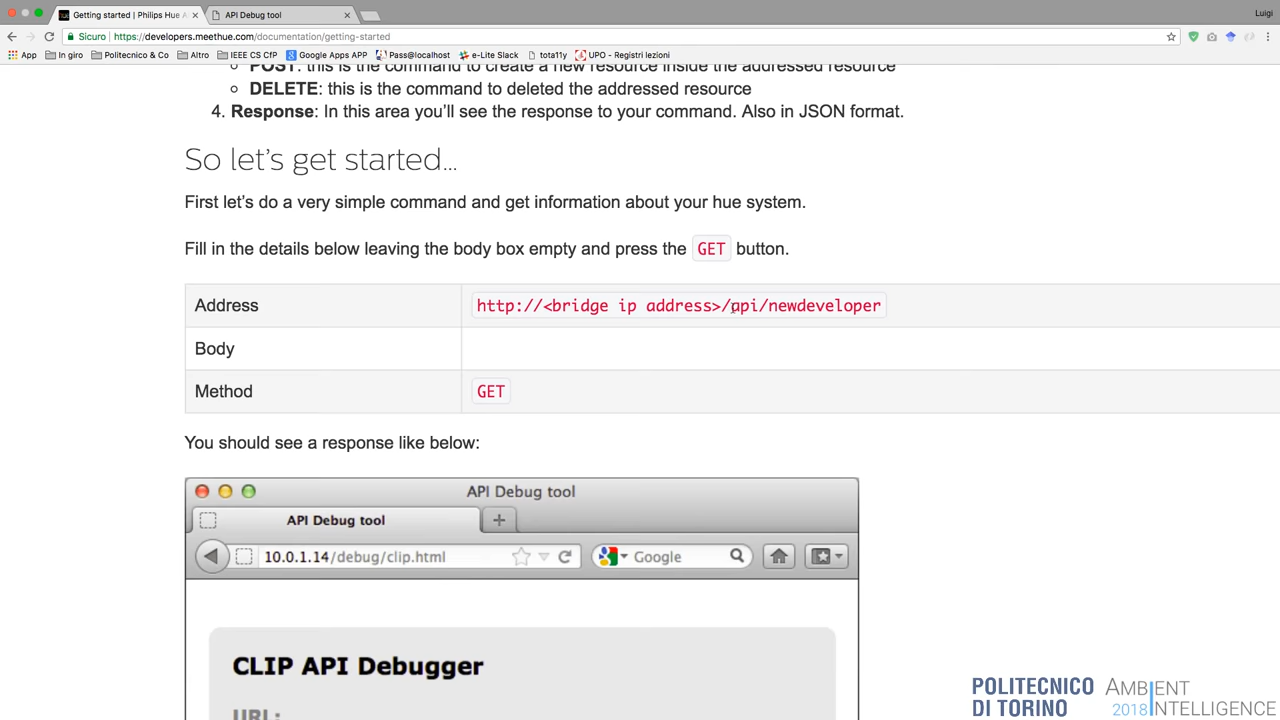 Getting started | Philips Hue A
API Debug tool
Luigi
Sicuro
https://developers.meethue.com/documentation/getting-started
App
In giro
Politecnico & Co
Altro
IEEE CS CfP
Google Apps APP
Pass@localhost
e-Lite Slack
tota11y
UPO - Registri lezioni
POST: this is the command to create a new resource inside the addressed resource
DELETE: this is the command to deleted the addressed resource
4. Response: In this area you'll see the response to your command. Also in JSON format.
So let's get started…
First let's do a very simple command and get information about your hue system.
Fill in the details below leaving the body box empty and press the GET button.
Address http://<bridge ip address>/api/newdeveloper
Body
Method GET
You should see a response like below:
API Debug tool
API Debug tool
10.0.1.14/debug/clip.html
Google
CLIP API Debugger
URL:
POLITECNICO
DI TORINO
AMBIENT
2018 INTELLIGENCE